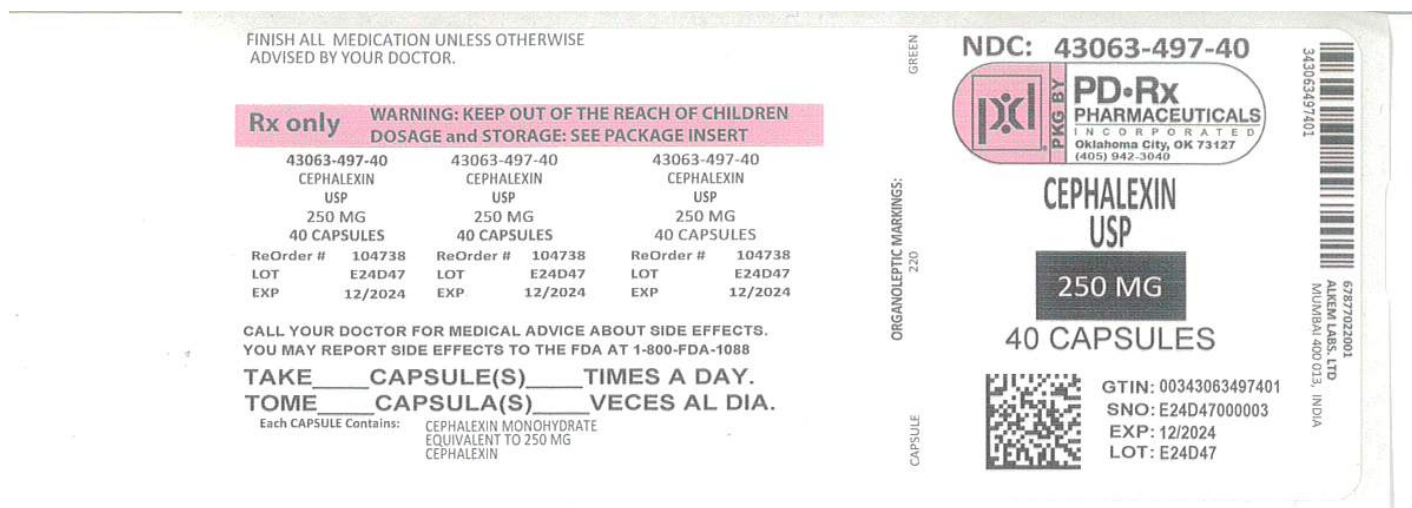 FINISH ALL MEDICATION UNLESS OTHERWISE
ADVISED BY YOUR DOCTOR.
Rx only
WARNING: KEEP OUT OF THE REACH OF CHILDREN
DOSAGE and STORAGE: SEE PACKAGE INSERT
43063-497-40 43063-497-40 43063-497-40
CEPHALEXIN CEPHALEXIN CEPHALEXIN
USP USP USP
250 MG 250 MG 250 MG
40 CAPSULES 40 CAPSULES 40 CAPSULES
ReOrder # 104738 ReOrder # 104738 ReOrder # 104738
LOT E24D47 LOT E24D47 LOT E24D47
EXP 12/2024 EXP 12/2024 EXP 12/2024
CALL YOUR DOCTOR FOR MEDICAL ADVICE ABOUT SIDE EFFECTS.
YOU MAY REPORT SIDE EFFECTS TO THE FDA AT 1-800-FDA-1088
TAKE____CAPSULE(S)____TIMES A DAY.
TOME____CAPSULA(S)____VECES AL DIA.
Each CAPSULE Contains: CEPHALEXIN MONOHYDRATE
EQUIVALENT TO 250 MG
CEPHALEXIN
ORGANOLEPTIC MARKINGS:
CAPSULE 220 GREEN
NDC: 43063-497-40
pd
PKG BY
PD•Rx
PHARMACEUTICALS
INCORPORATED
Oklahoma City, OK 73127
(405) 942-3040
CEPHALEXIN
USP
250 MG
40 CAPSULES
GTIN: 00343063497401
SNO: E24D47000003
EXP: 12/2024
LOT: E24D47
343063497401
67877022001
ALKEM LABS. LTD
MUMBAI 400 013, INDIA